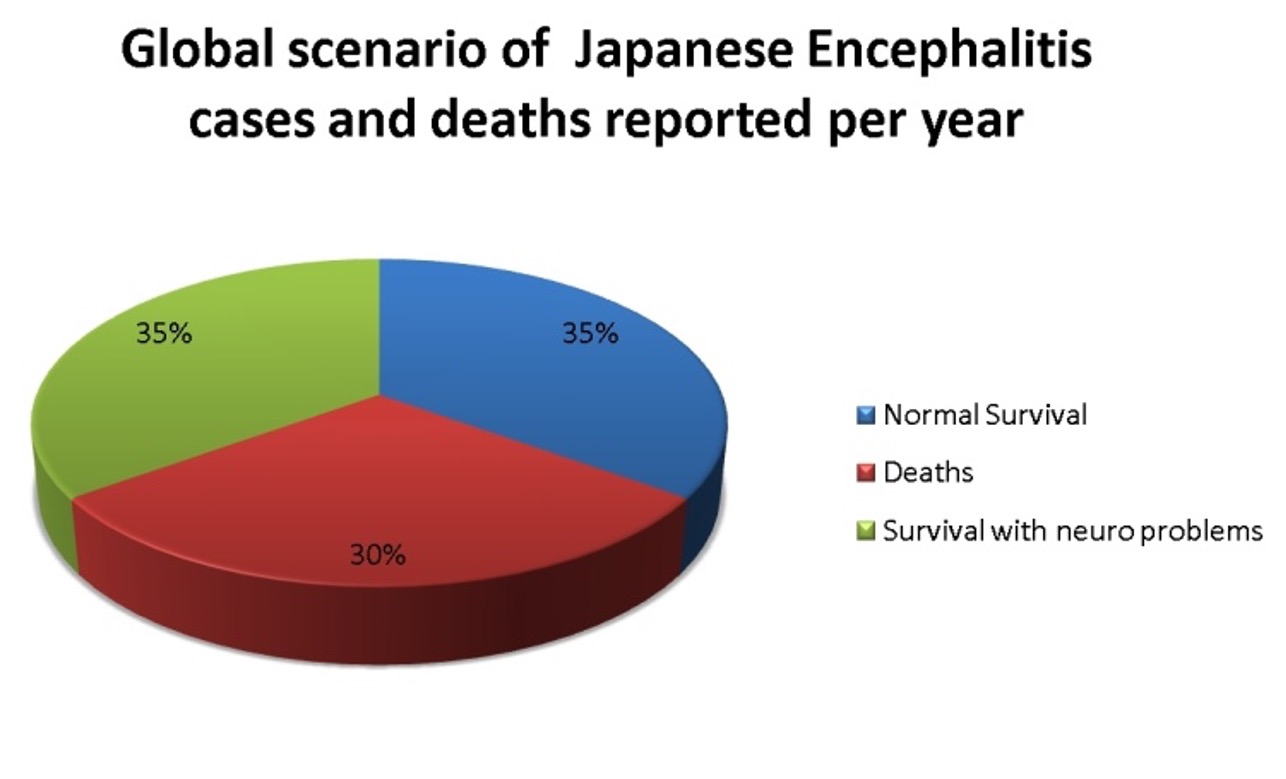 Global scenario of Japanese Encephalitis
cases and deaths reported per year
35%
35%
30%
Normal Survival
Deaths
Survival with neuro problems